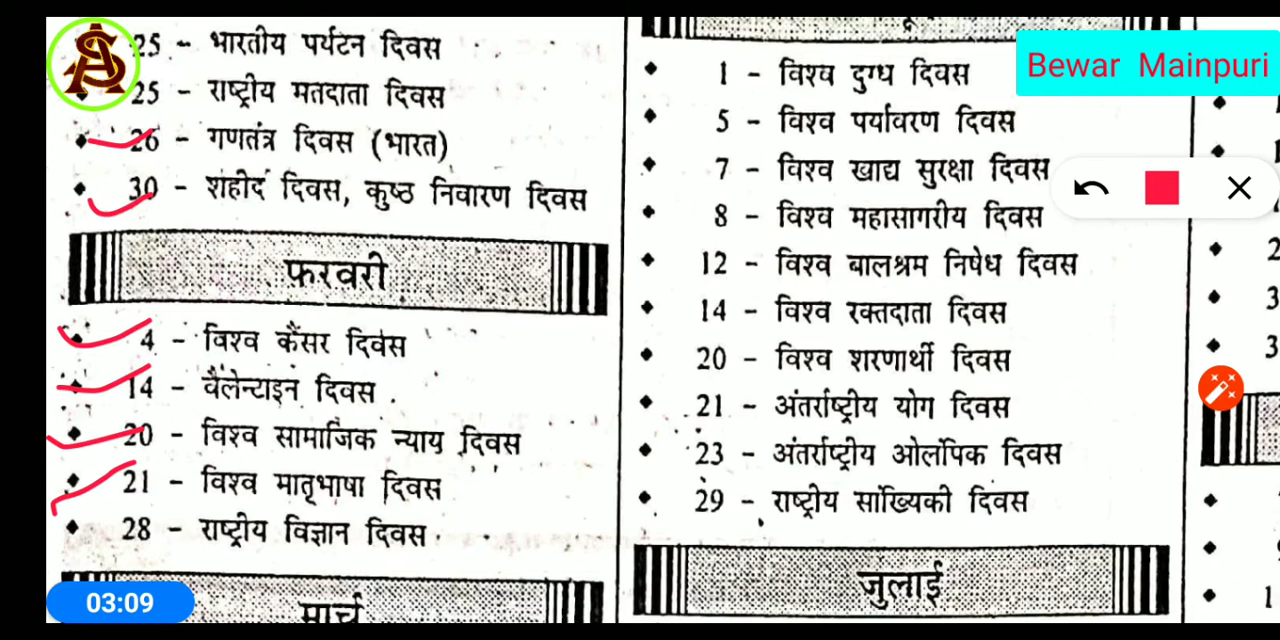 25 - भारतीय पर्यटन दिवस
25 - राष्ट्रीय मतदाता दिवस
26 - गणतंत्र दिवस (भारत)
30 - शहीद दिवस, कुष्ठ निवारण दिवस
फरवरी
4 - विश्व कैंसर दिवस
14 - वैलेन्टाइन दिवस
20 - विश्व सामाजिक न्याय दिवस
21 - विश्व मातृभाषा दिवस
28 - राष्ट्रीय विज्ञान दिवस
मार्च
03:09
Bewar Mainpuri
1 - विश्व दुग्ध दिवस
5 - विश्व पर्यावरण दिवस
7 - विश्व खाद्य सुरक्षा दिवस
8 - विश्व महासागरीय दिवस
12 - विश्व बालश्रम निषेध दिवस
14 - विश्व रक्तदाता दिवस
20 - विश्व शरणार्थी दिवस
21 - अंतर्राष्ट्रीय योग दिवस
23 - अंतर्राष्ट्रीय ओलंपिक दिवस
29 - राष्ट्रीय सांख्यिकी दिवस
जुलाई